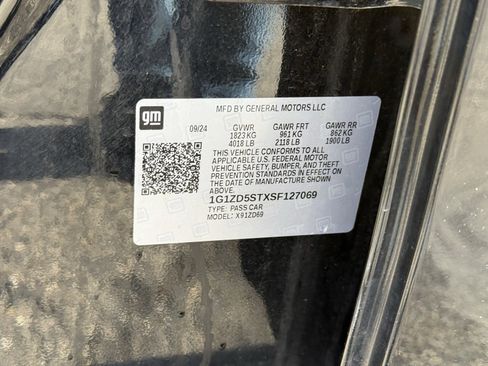 gm
MFD BY GENERAL MOTORS LLC
09/24 GVWR GAWR FRT GAWR RR
1823 KG 961 KG 862 KG
4018 LB 2118 LB 1900 LB
THIS VEHICLE CONFORMS TO ALL
APPLICABLE U.S. FEDERAL MOTOR
VEHICLE SAFETY, BUMPER, AND THEFT
PREVENTION STANDARDS IN EFFECT ON
THE DATE OF MANUFACTURE SHOWN
ABOVE.
1G1ZD5STXSF127069
TYPE: PASS CAR
MODEL: X91ZD69